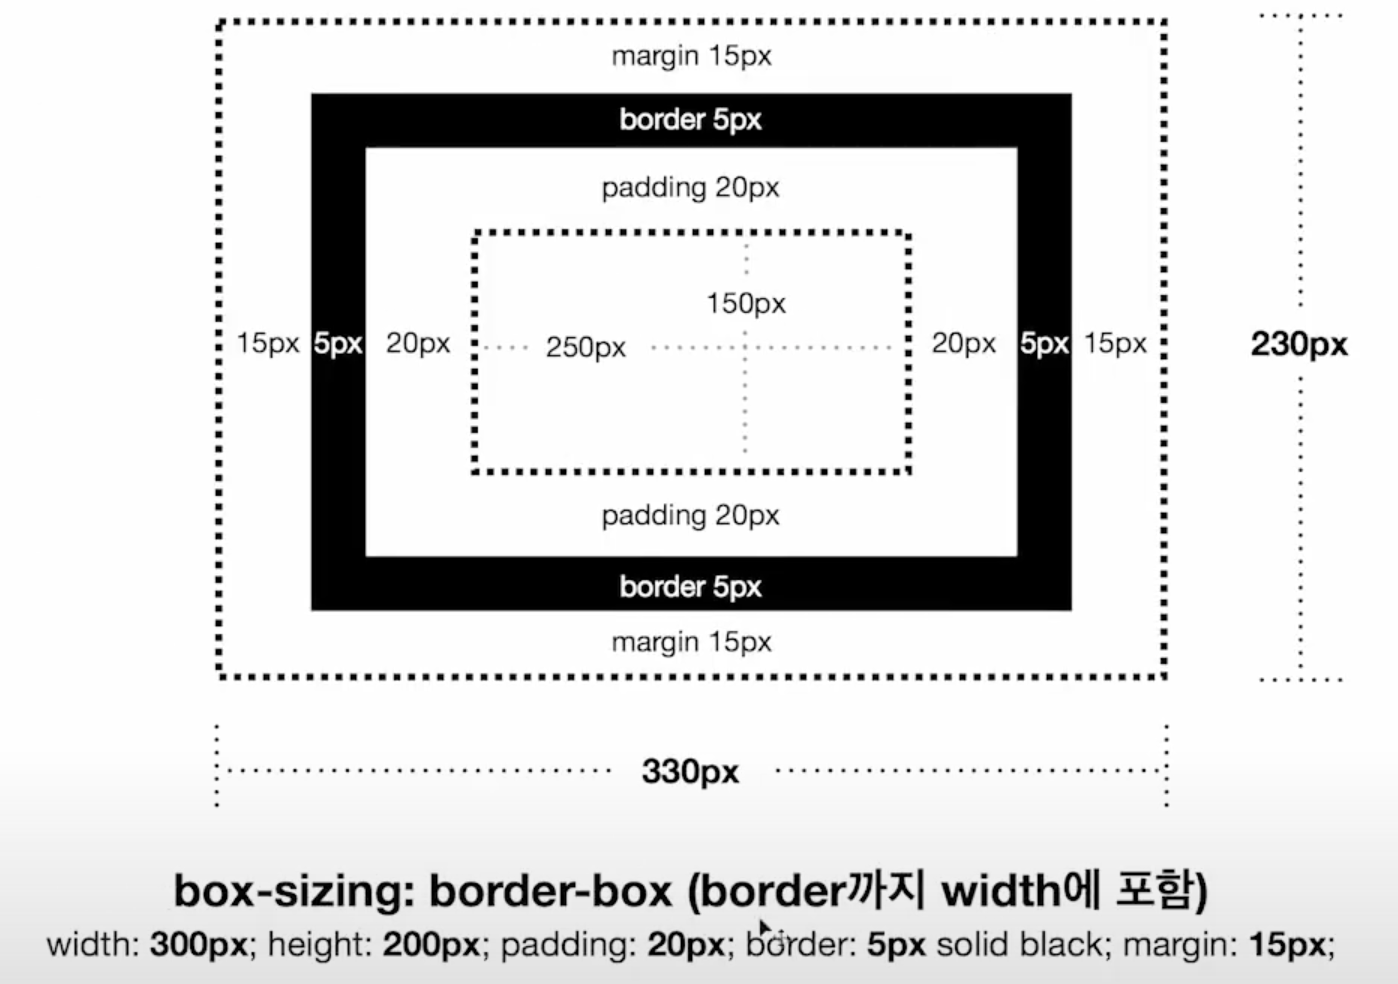 margin 15px
border 5px
padding 20px
150px
15px 5px 20px 250px 20px 5px 15px 230px
padding 20px
border 5px
margin 15px
330px
box-sizing: border-box (border까지 width에 포함)
width: 300px; height: 200px; padding: 20px; border: 5px solid black; margin: 15px;